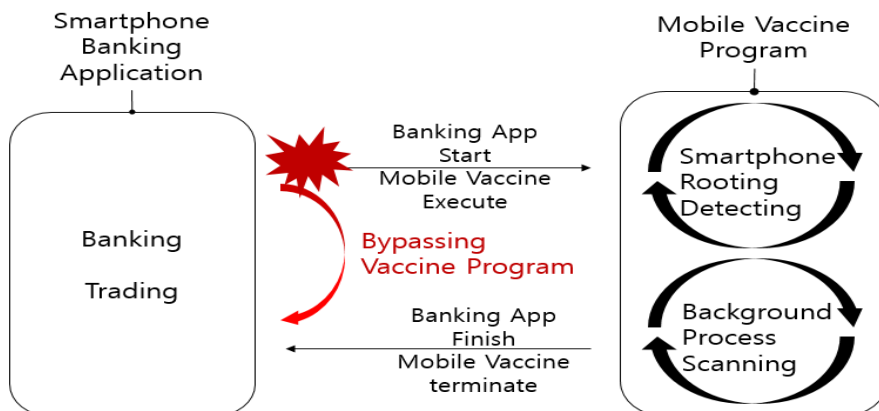 Smartphone
Banking
Application
Mobile Vaccine
Program
Banking
Trading
Banking App
Start
Mobile Vaccine
Execute
Bypassing
Vaccine Program
Banking App
Finish
Mobile Vaccine
terminate
Smartphone
Rooting
Detecting
Background
Process
Scanning